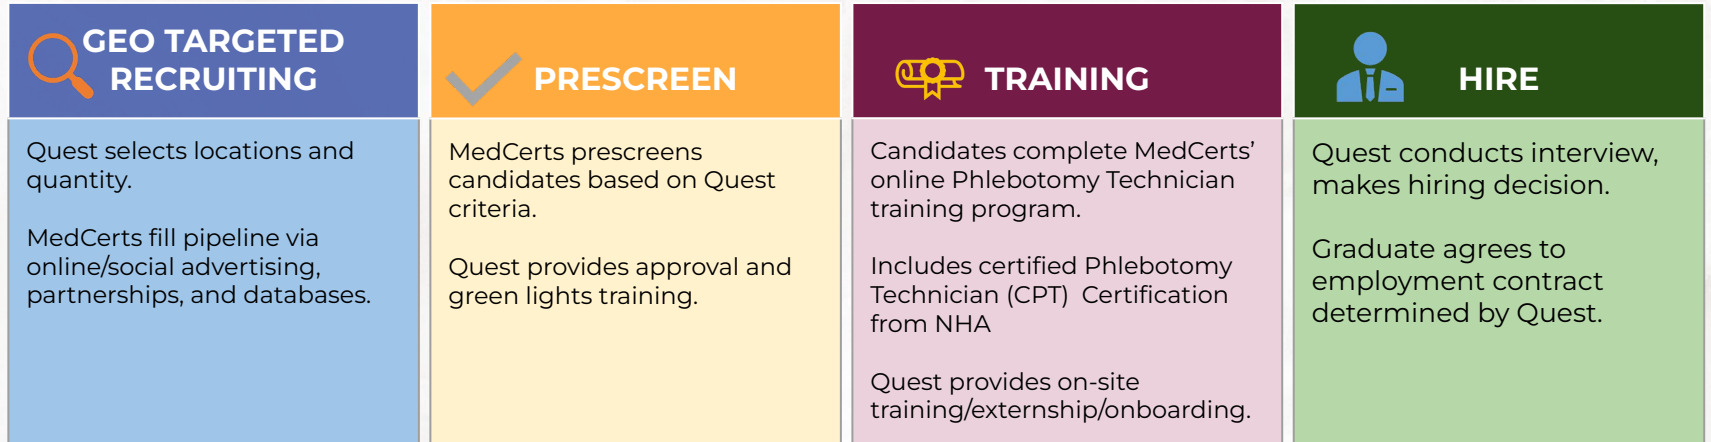 GEO TARGETED
RECRUITING
Quest selects locations and
quantity.
MedCerts fill pipeline via
online/social advertising,
partnerships, and databases.
PRESCREEN
MedCerts prescreens
candidates based on Quest
criteria.
Quest provides approval and
green lights training.
TRAINING
Candidates complete MedCerts’
online Phlebotomy Technician
training program.
Includes certified Phlebotomy
Technician (CPT)  Certification
from NHA
Quest provides on-site
training/externship/onboarding.
HIRE
Quest conducts interview,
makes hiring decision.
Graduate agrees to
employment contract
determined by Quest.